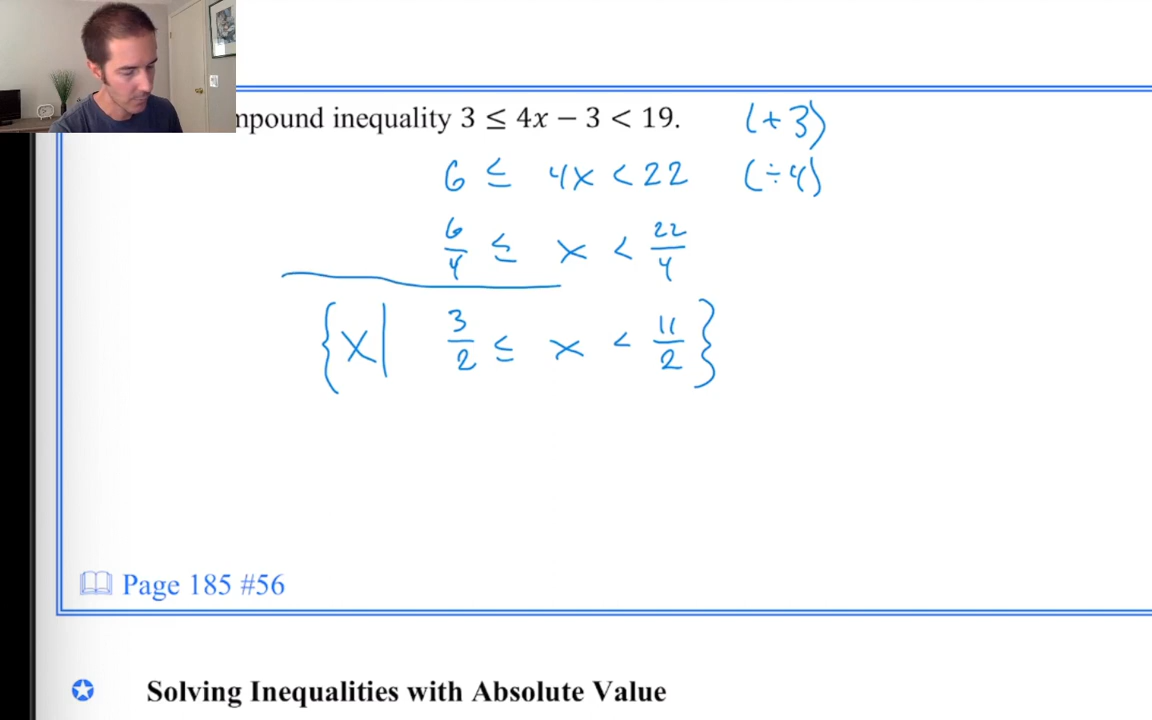 mpound inequality 3 ≤ 4x − 3 < 19. (+3)
6 ≤ 4x < 22 (÷4)
6/4 ≤ x < 22/4
{x| 3/2 ≤ x < 11/2}
Page 185 #56
Solving Inequalities with Absolute Value